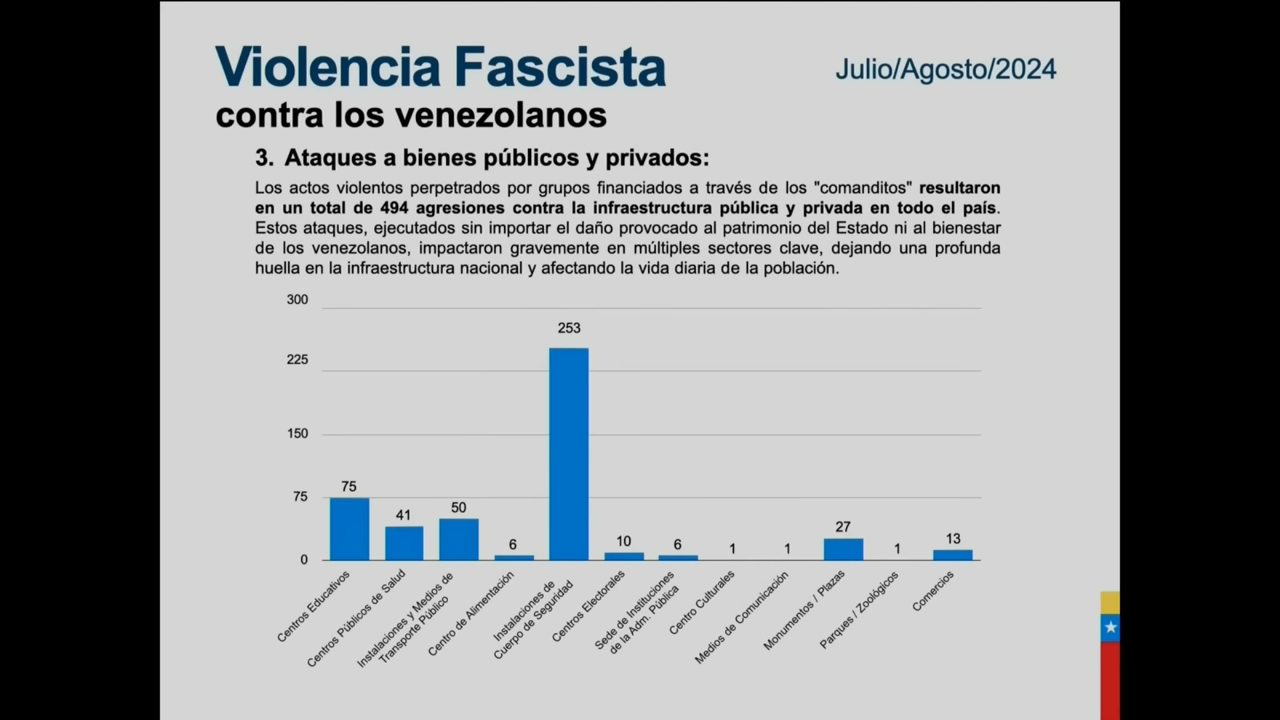 Violencia Fascista
Julio/Agosto/2024
contra los venezolanos
3. Ataques a bienes públicos y privados:
Los actos violentos perpetrados por grupos financiados a través de los "comanditos" resultaron
en un total de 494 agresiones contra la infraestructura pública y privada en todo el país.
Estos ataques, ejecutados sin importar el daño provocado al patrimonio del Estado ni al bienestar
de los venezolanos, impactaron gravemente en múltiples sectores clave, dejando una profunda
huella en la infraestructura nacional y afectando la vida diaria de la población.
300
225
150
75
0
75
41
50
6
253
10
6
1
1
27
1
13
Centros Educativos
Centros Públicos de Salud
Instalaciones y Medios de
Transporte Público
Centro de Alimentación
Instalaciones de
Cuerpo de Seguridad
Centros Electorales
Sede de Instituciones
de la Adm. Pública
Centro Culturales
Medios de Comunicación
Monumentos / Plazas
Parques / Zoológicos
Comercios